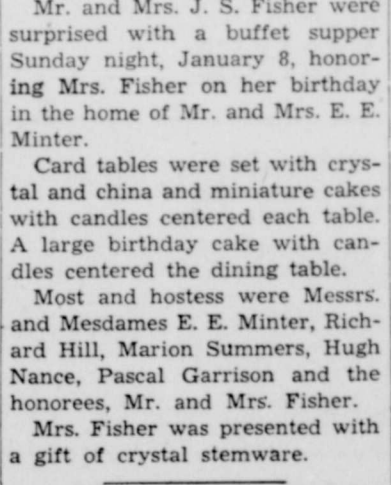 Mr. and Mrs. J. S. Fisher were
surprised with a buffet supper
Sunday night, January 8, honor-
ing Mrs. Fisher on her birthday
in the home of Mr. and Mrs. E. E.
Minter.
Card tables were set with crys-
tal and china and miniature cakes
with candles centered each table.
A large birthday cake with can-
dles centered the dining table.
Most and hostess were Messrs.
and Mesdames E. E. Minter, Rich-
ard Hill, Marion Summers, Hugh
Nance, Pascal Garrison and the
honorees, Mr. and Mrs. Fisher.
Mrs. Fisher was presented with
a gift of crystal stemware.